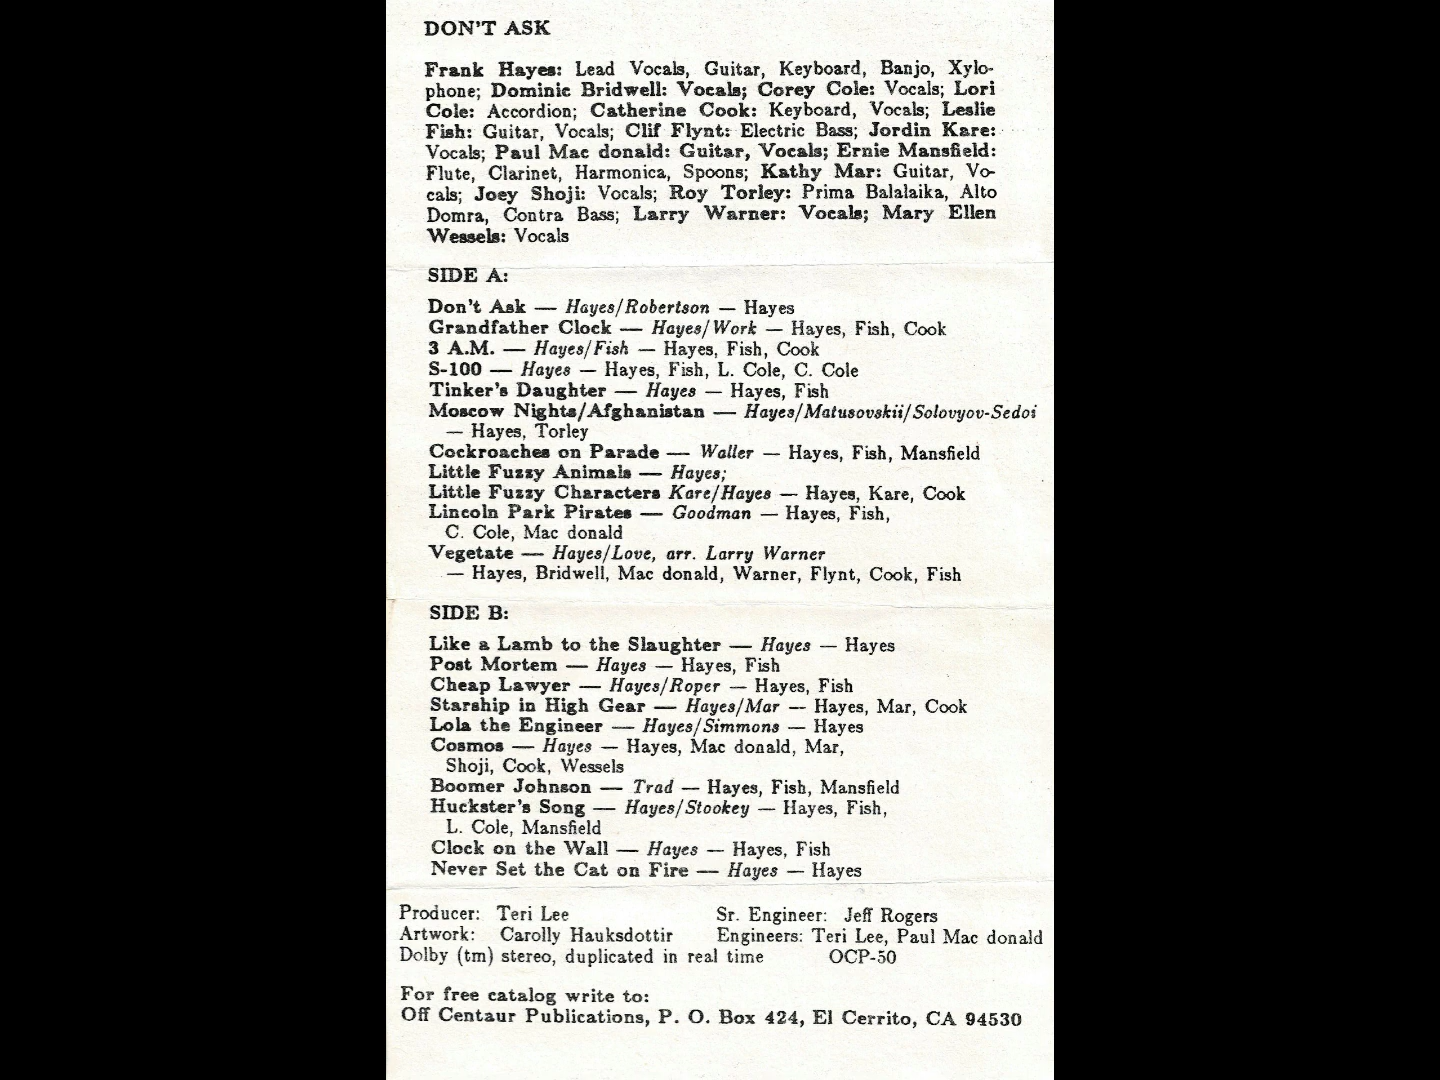 DON'T ASK
Frank Hayes: Lead Vocals, Guitar, Keyboard, Banjo, Xylo-
phone; Dominic Bridwell: Vocals; Corey Cole: Vocals; Lori
Cole: Accordion; Catherine Cook: Keyboard, Vocals; Leslie
Fish: Guitar, Vocals; Clif Flynt: Electric Bass; Jordin Kare:
Vocals; Paul Mac donald: Guitar, Vocals; Ernie Mansfield:
Flute, Clarinet, Harmonica, Spoons; Kathy Mar: Guitar, Vo-
cals; Joey Shoji: Vocals; Roy Torley: Prima Balalaika, Alto
Domra, Contra Bass; Larry Warner: Vocals; Mary Ellen
Wessels: Vocals
SIDE A:
Don't Ask — Hayes/Robertson — Hayes
Grandfather Clock — Hayes/Work — Hayes, Fish, Cook
3 A.M. — Hayes/Fish — Hayes, Fish, Cook
S-100 — Hayes — Hayes, Fish, L. Cole, C. Cole
Tinker's Daughter — Hayes — Hayes, Fish
Moscow Nights/Afghanistan — Hayes/Matusovskii/Solovyov-Sedoi
— Hayes, Torley
Cockroaches on Parade — Waller — Hayes, Fish, Mansfield
Little Fuzzy Animals — Hayes;
Little Fuzzy Characters Kare/Hayes — Hayes, Kare, Cook
Lincoln Park Pirates — Goodman — Hayes, Fish,
C. Cole, Mac donald
Vegetate — Hayes/Love, arr. Larry Warner
— Hayes, Bridwell, Mac donald, Warner, Flynt, Cook, Fish
SIDE B:
Like a Lamb to the Slaughter — Hayes — Hayes
Post Mortem — Hayes — Hayes, Fish
Cheap Lawyer — Hayes/Roper — Hayes, Fish
Starship in High Gear — Hayes/Mar — Hayes, Mar, Cook
Lola the Engineer — Hayes/Simmons — Hayes
Cosmos — Hayes — Hayes, Mac donald, Mar,
Shoji, Cook, Wessels
Boomer Johnson — Trad — Hayes, Fish, Mansfield
Huckster's Song — Hayes/Stookey — Hayes, Fish,
L. Cole, Mansfield
Clock on the Wall — Hayes — Hayes, Fish
Never Set the Cat on Fire — Hayes — Hayes
Producer: Teri Lee Sr. Engineer: Jeff Rogers
Artwork: Carolly Hauksdottir Engineers: Teri Lee, Paul Mac donald
Dolby (tm) stereo, duplicated in real time OCP-50
For free catalog write to:
Off Centaur Publications, P. O. Box 424, El Cerrito, CA 94530